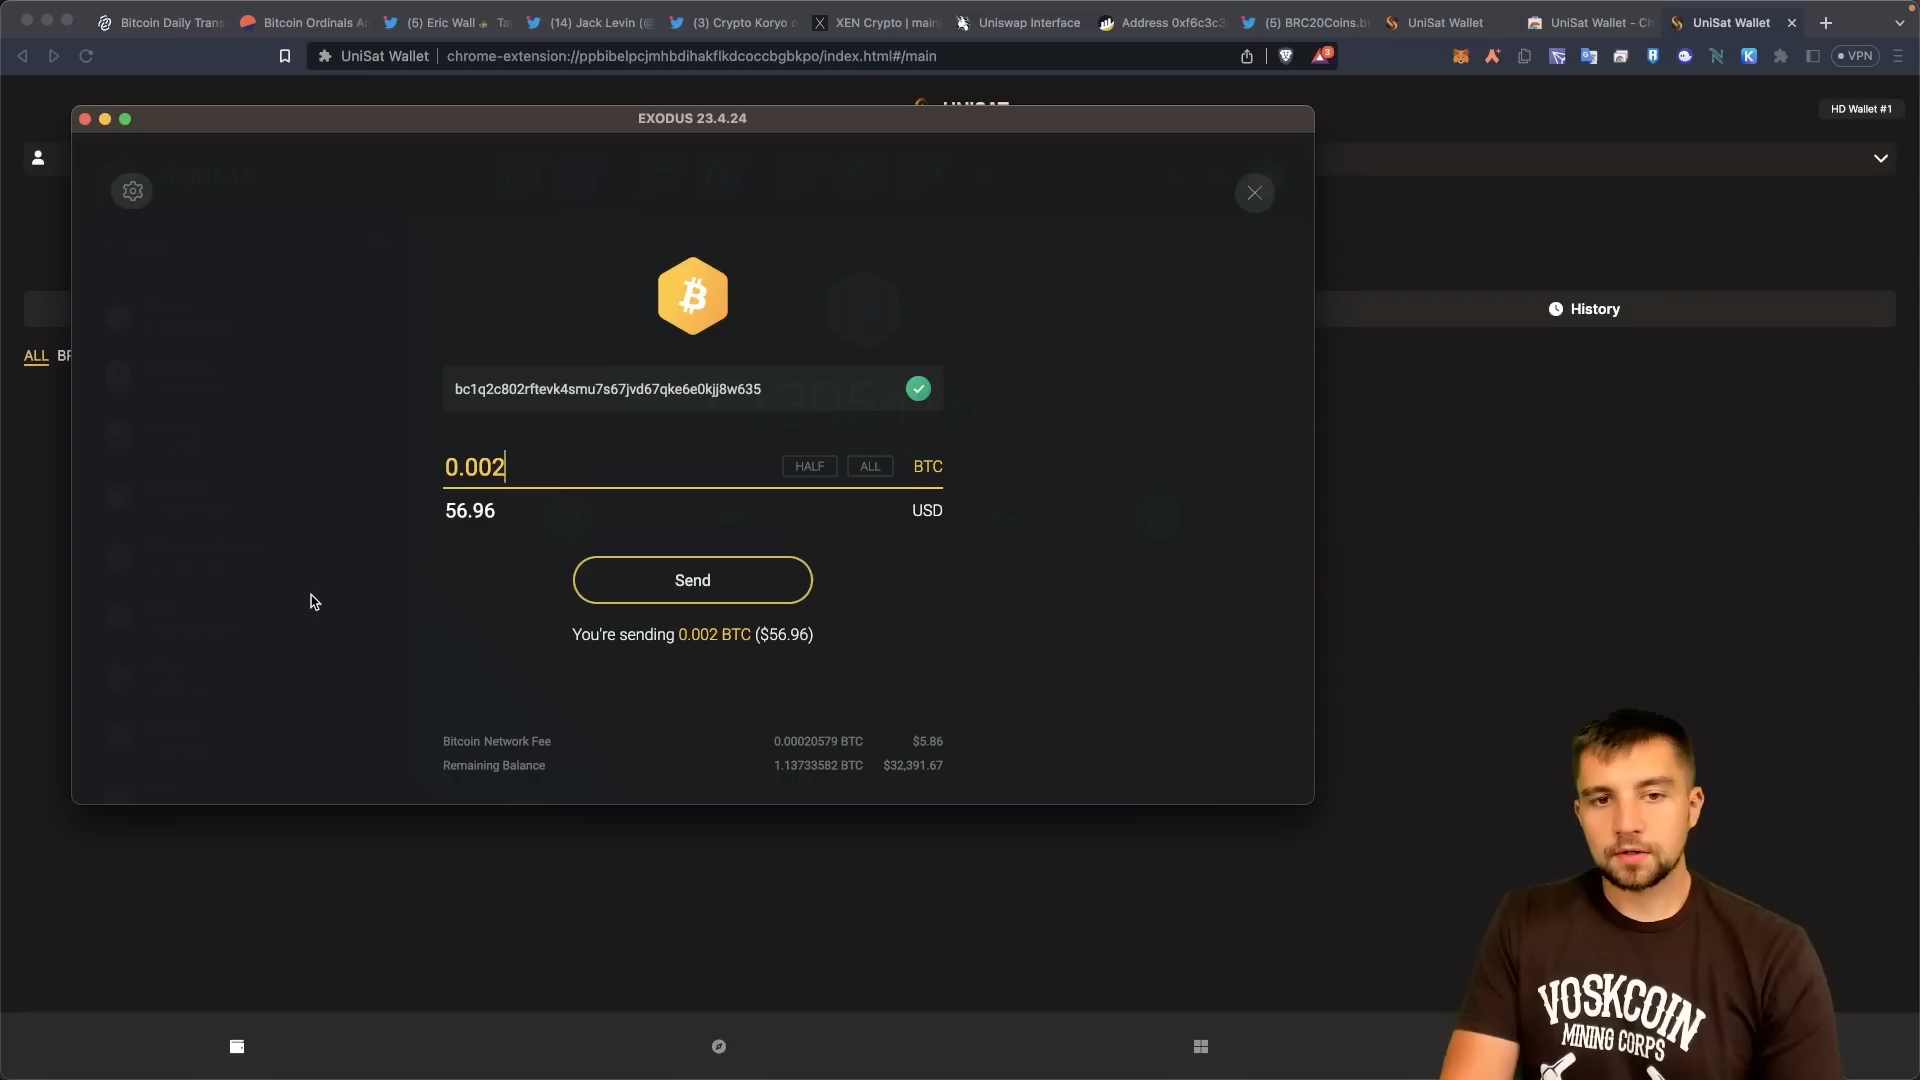 Bitcoin Daily Trans
Bitcoin Ordinals A
(5) Eric Wall
(14) Jack Levin (@
(3) Crypto Koryo
XEN Crypto | main
Uniswap Interface
Address 0xf6c3c3
(5) BRC20Coins.b
UniSat Wallet
UniSat Wallet - Ch
UniSat Wallet
UniSat Wallet
chrome-extension://ppbibelpcjmhbdihakflkdcoccbgbkpo/index.html#/main
3
VPN
HD Wallet #1
EXODUS 23.4.24
History
ALL
bc1q2c802rftevk4smu7s67jvd67qke6e0kjj8w635
0.002 HALF ALL BTC
56.96 USD
Send
You're sending 0.002 BTC ($56.96)
Bitcoin Network Fee 0.00020579 BTC $5.86
Remaining Balance 1.13733582 BTC $32,391.67
VOSKCOIN
MINING CORPS